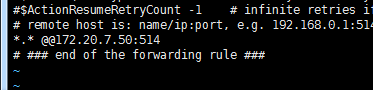 #$ActionResumeRetryCount -1    # infinite retries i
# remote host is: name/ip:port, e.g. 192.168.0.1:514
*.* @@172.20.7.50:514
# ### end of the forwarding rule ###
~
~